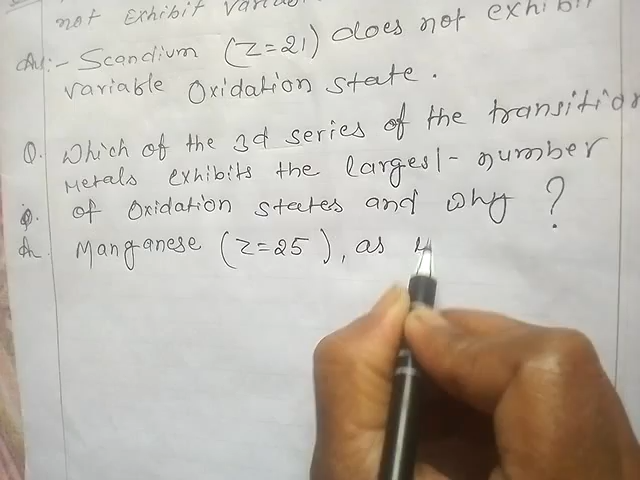 not Exhibit Varia
Ans:- Scandium (Z=21) does not exhibit
variable Oxidation state.
Q. Which of the 3d series of the transition
Metals exhibits the largest number
Q. of Oxidation states and why ?
A. Manganese (Z=25), as